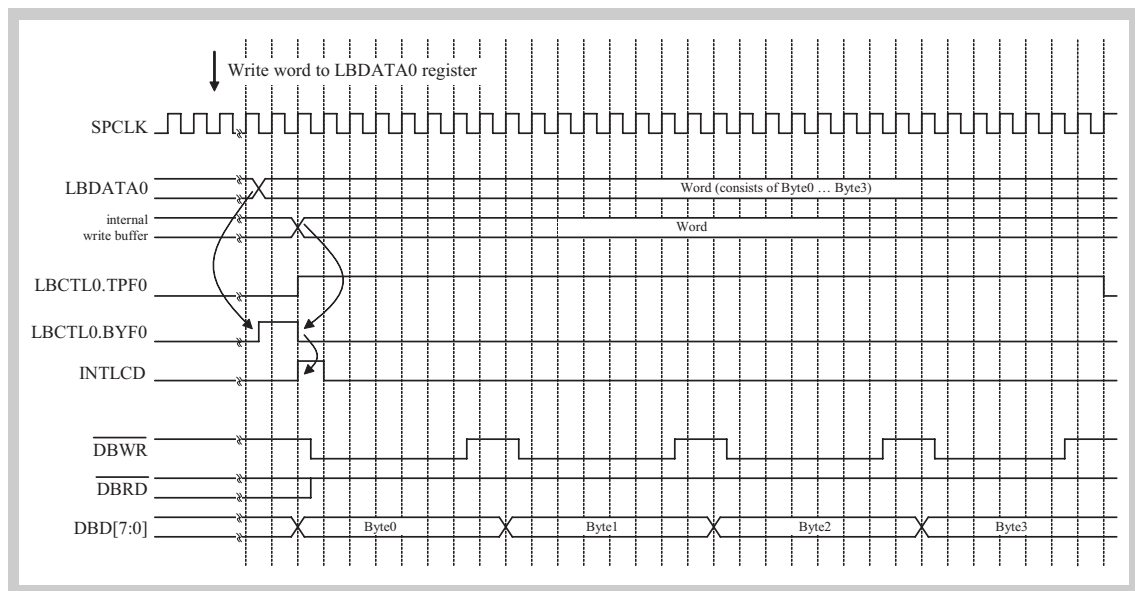 Write word to LBDATA0 register
SPCLK
LBDATA0
Word (consists of Byte0 … Byte3)
internal
write buffer
Word
LBCTL0.TPF0
LBCTL0.BYF0
INTLCD
DBWR
DBRD
DBD[7:0]
Byte0
Byte1
Byte2
Byte3